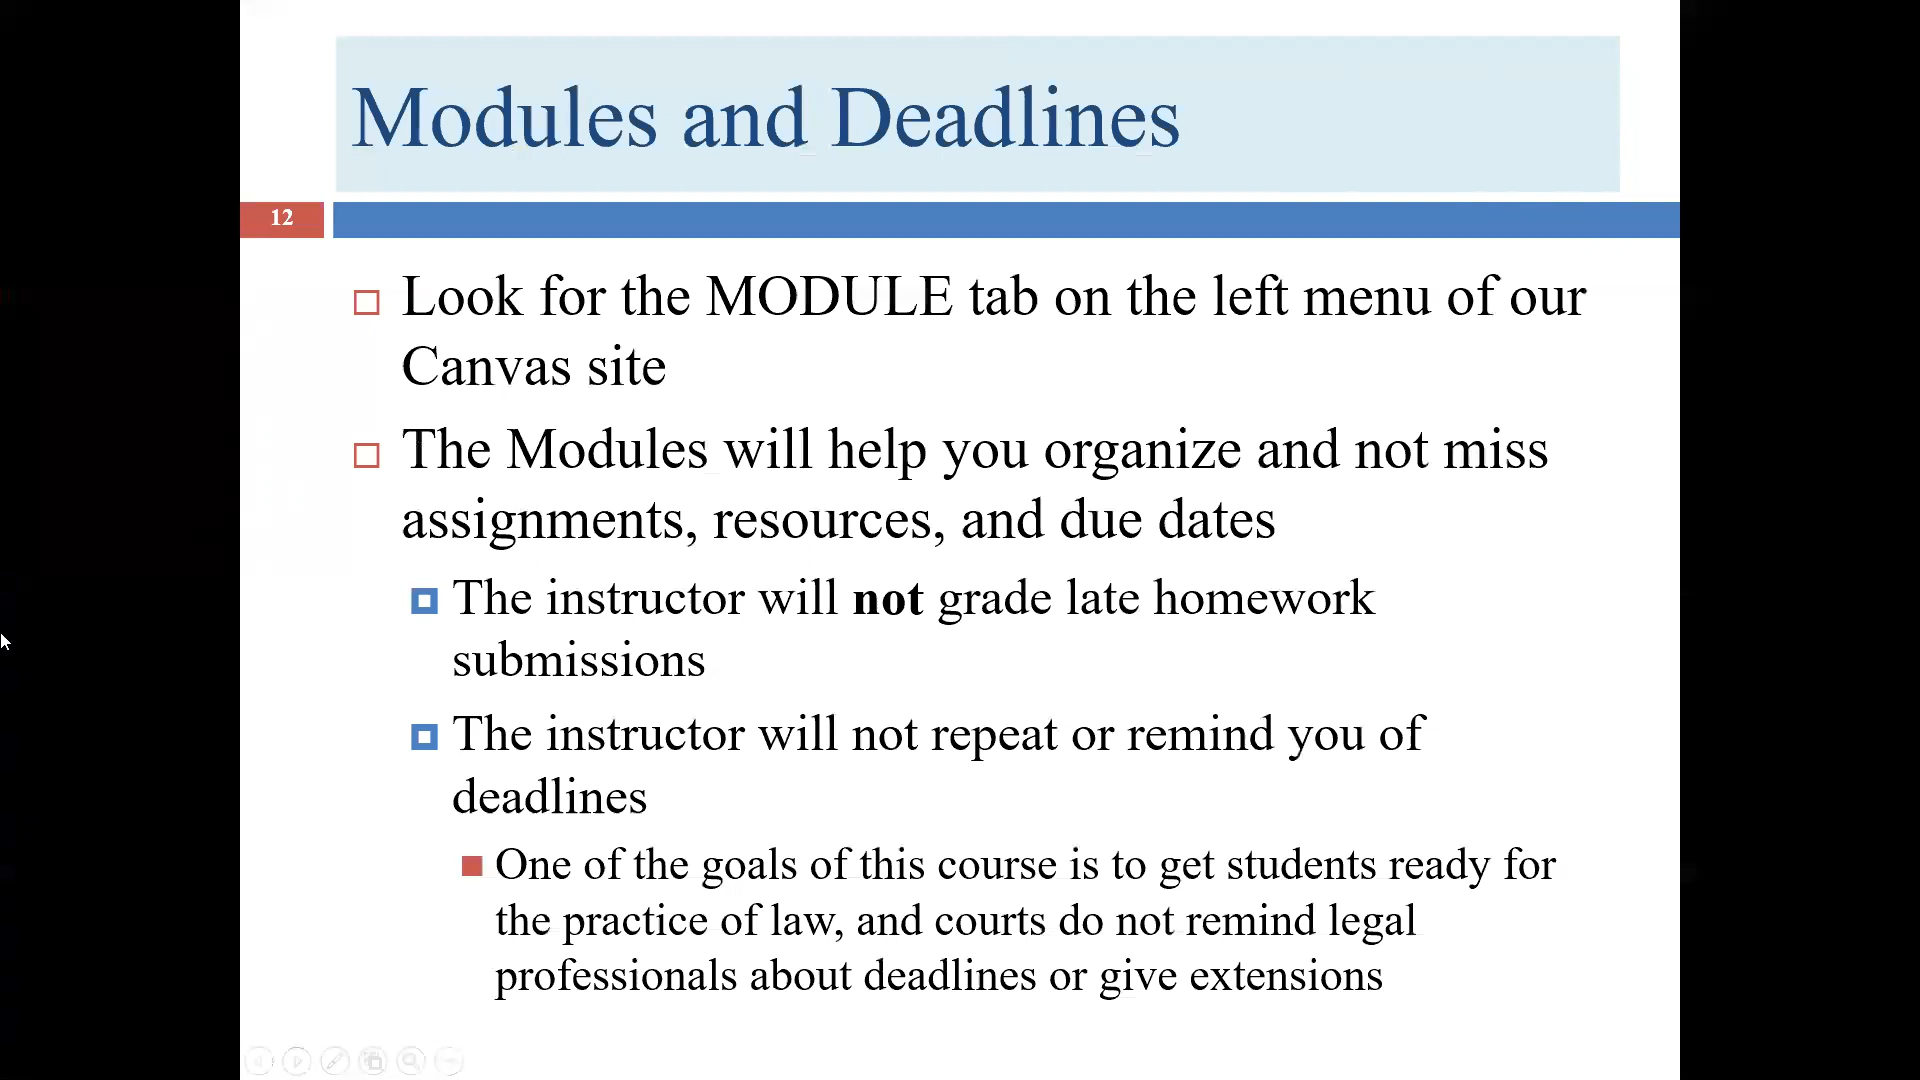 Modules and Deadlines
12
Look for the MODULE tab on the left menu of our
Canvas site
The Modules will help you organize and not miss
assignments, resources, and due dates
The instructor will not grade late homework
submissions
The instructor will not repeat or remind you of
deadlines
One of the goals of this course is to get students ready for
the practice of law, and courts do not remind legal
professionals about deadlines or give extensions